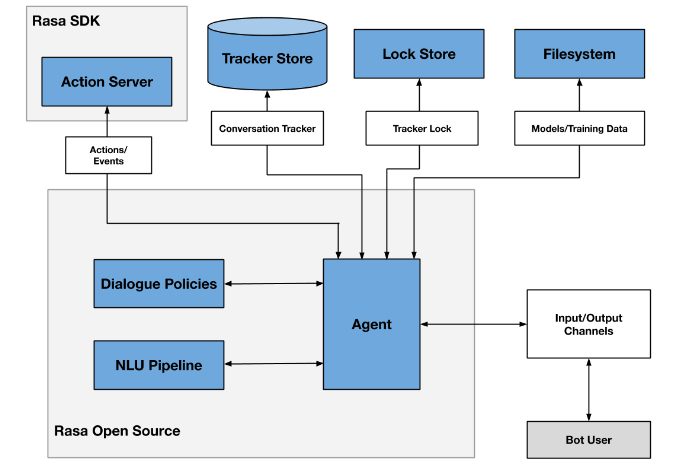 Rasa SDK
Action Server
Tracker Store
Lock Store
Filesystem
Actions/
Events
Conversation Tracker
Tracker Lock
Models/Training Data
Dialogue Policies
NLU Pipeline
Agent
Input/Output
Channels
Rasa Open Source
Bot User